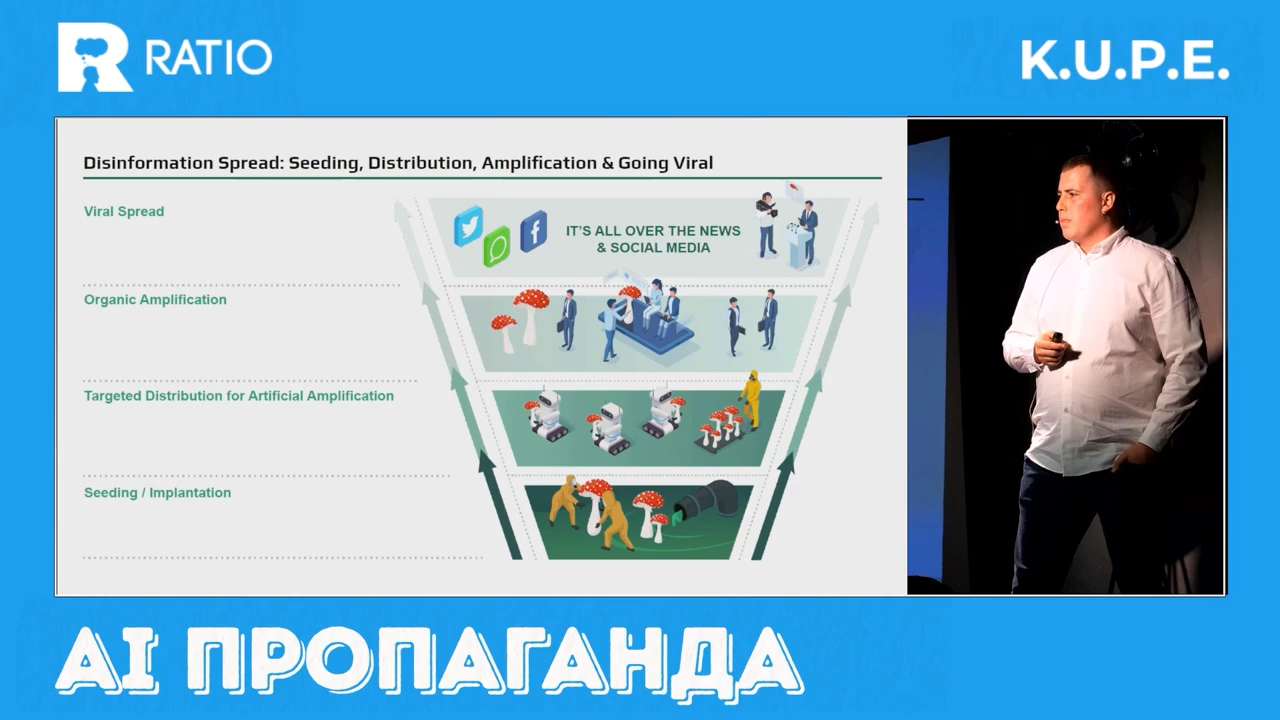 RATIO
K.U.P.E.
Disinformation Spread: Seeding, Distribution, Amplification & Going Viral
Viral Spread
IT'S ALL OVER THE NEWS
& SOCIAL MEDIA
Organic Amplification
Targeted Distribution for Artificial Amplification
Seeding / Implantation
AI ПРОПАГАНДА